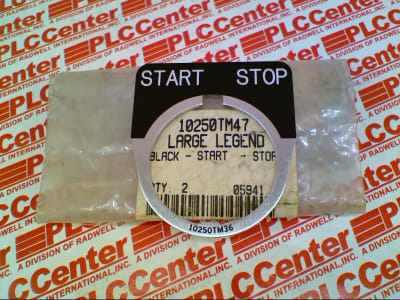 START STOP
10250TM47
LARGE LEGEND
BLACK - START - STOP
QTY. 2 05941
10250TM36
PLCCenter
A DIVISION OF RADWELL INTERNATIONAL, INC.